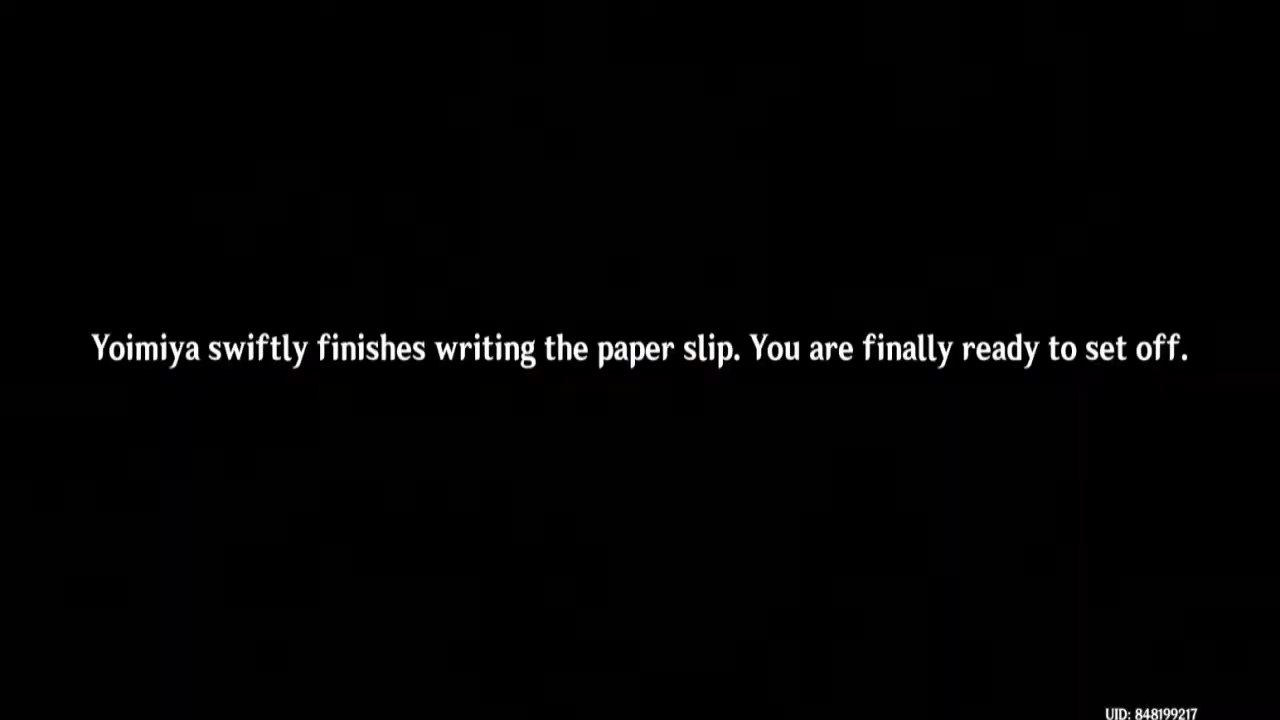 Yoimiya swiftly finishes writing the paper slip. You are finally ready to set off.
UID: 848199217